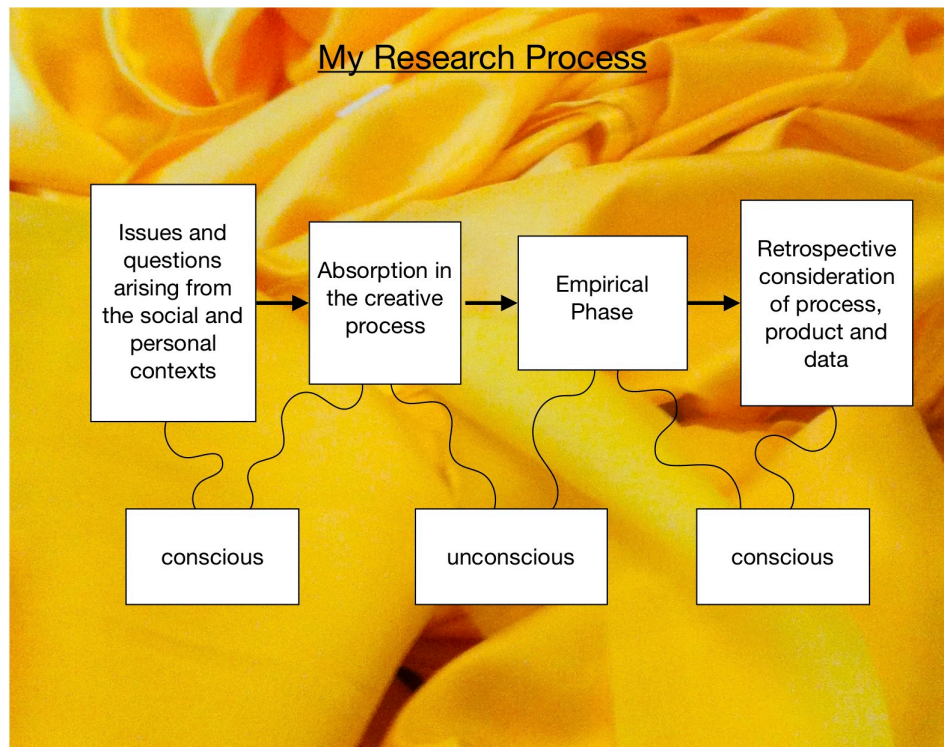 My Research Process
Issues and
questions
arising from
the social and
personal
contexts
Absorption in
the creative
process
Empirical
Phase
Retrospective
consideration
of process,
product and
data
conscious
unconscious
conscious